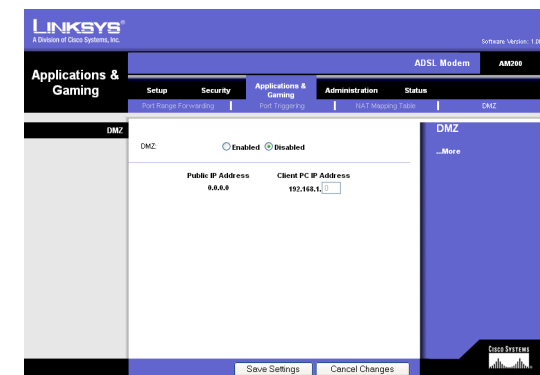 LINKSYS®
A Division of Cisco Systems, Inc.
Software Version: 1.0
ADSL Modem AM200
Applications & Gaming
Setup Security Applications & Gaming Administration Status
Port Range Forwarding Port Triggering NAT Mapping Table DMZ
DMZ
DMZ: Enabled Disabled
DMZ
...More
Public IP Address Client PC IP Address
0.0.0.0 192.168.1. 0
CISCO SYSTEMS
Save Settings Cancel Changes